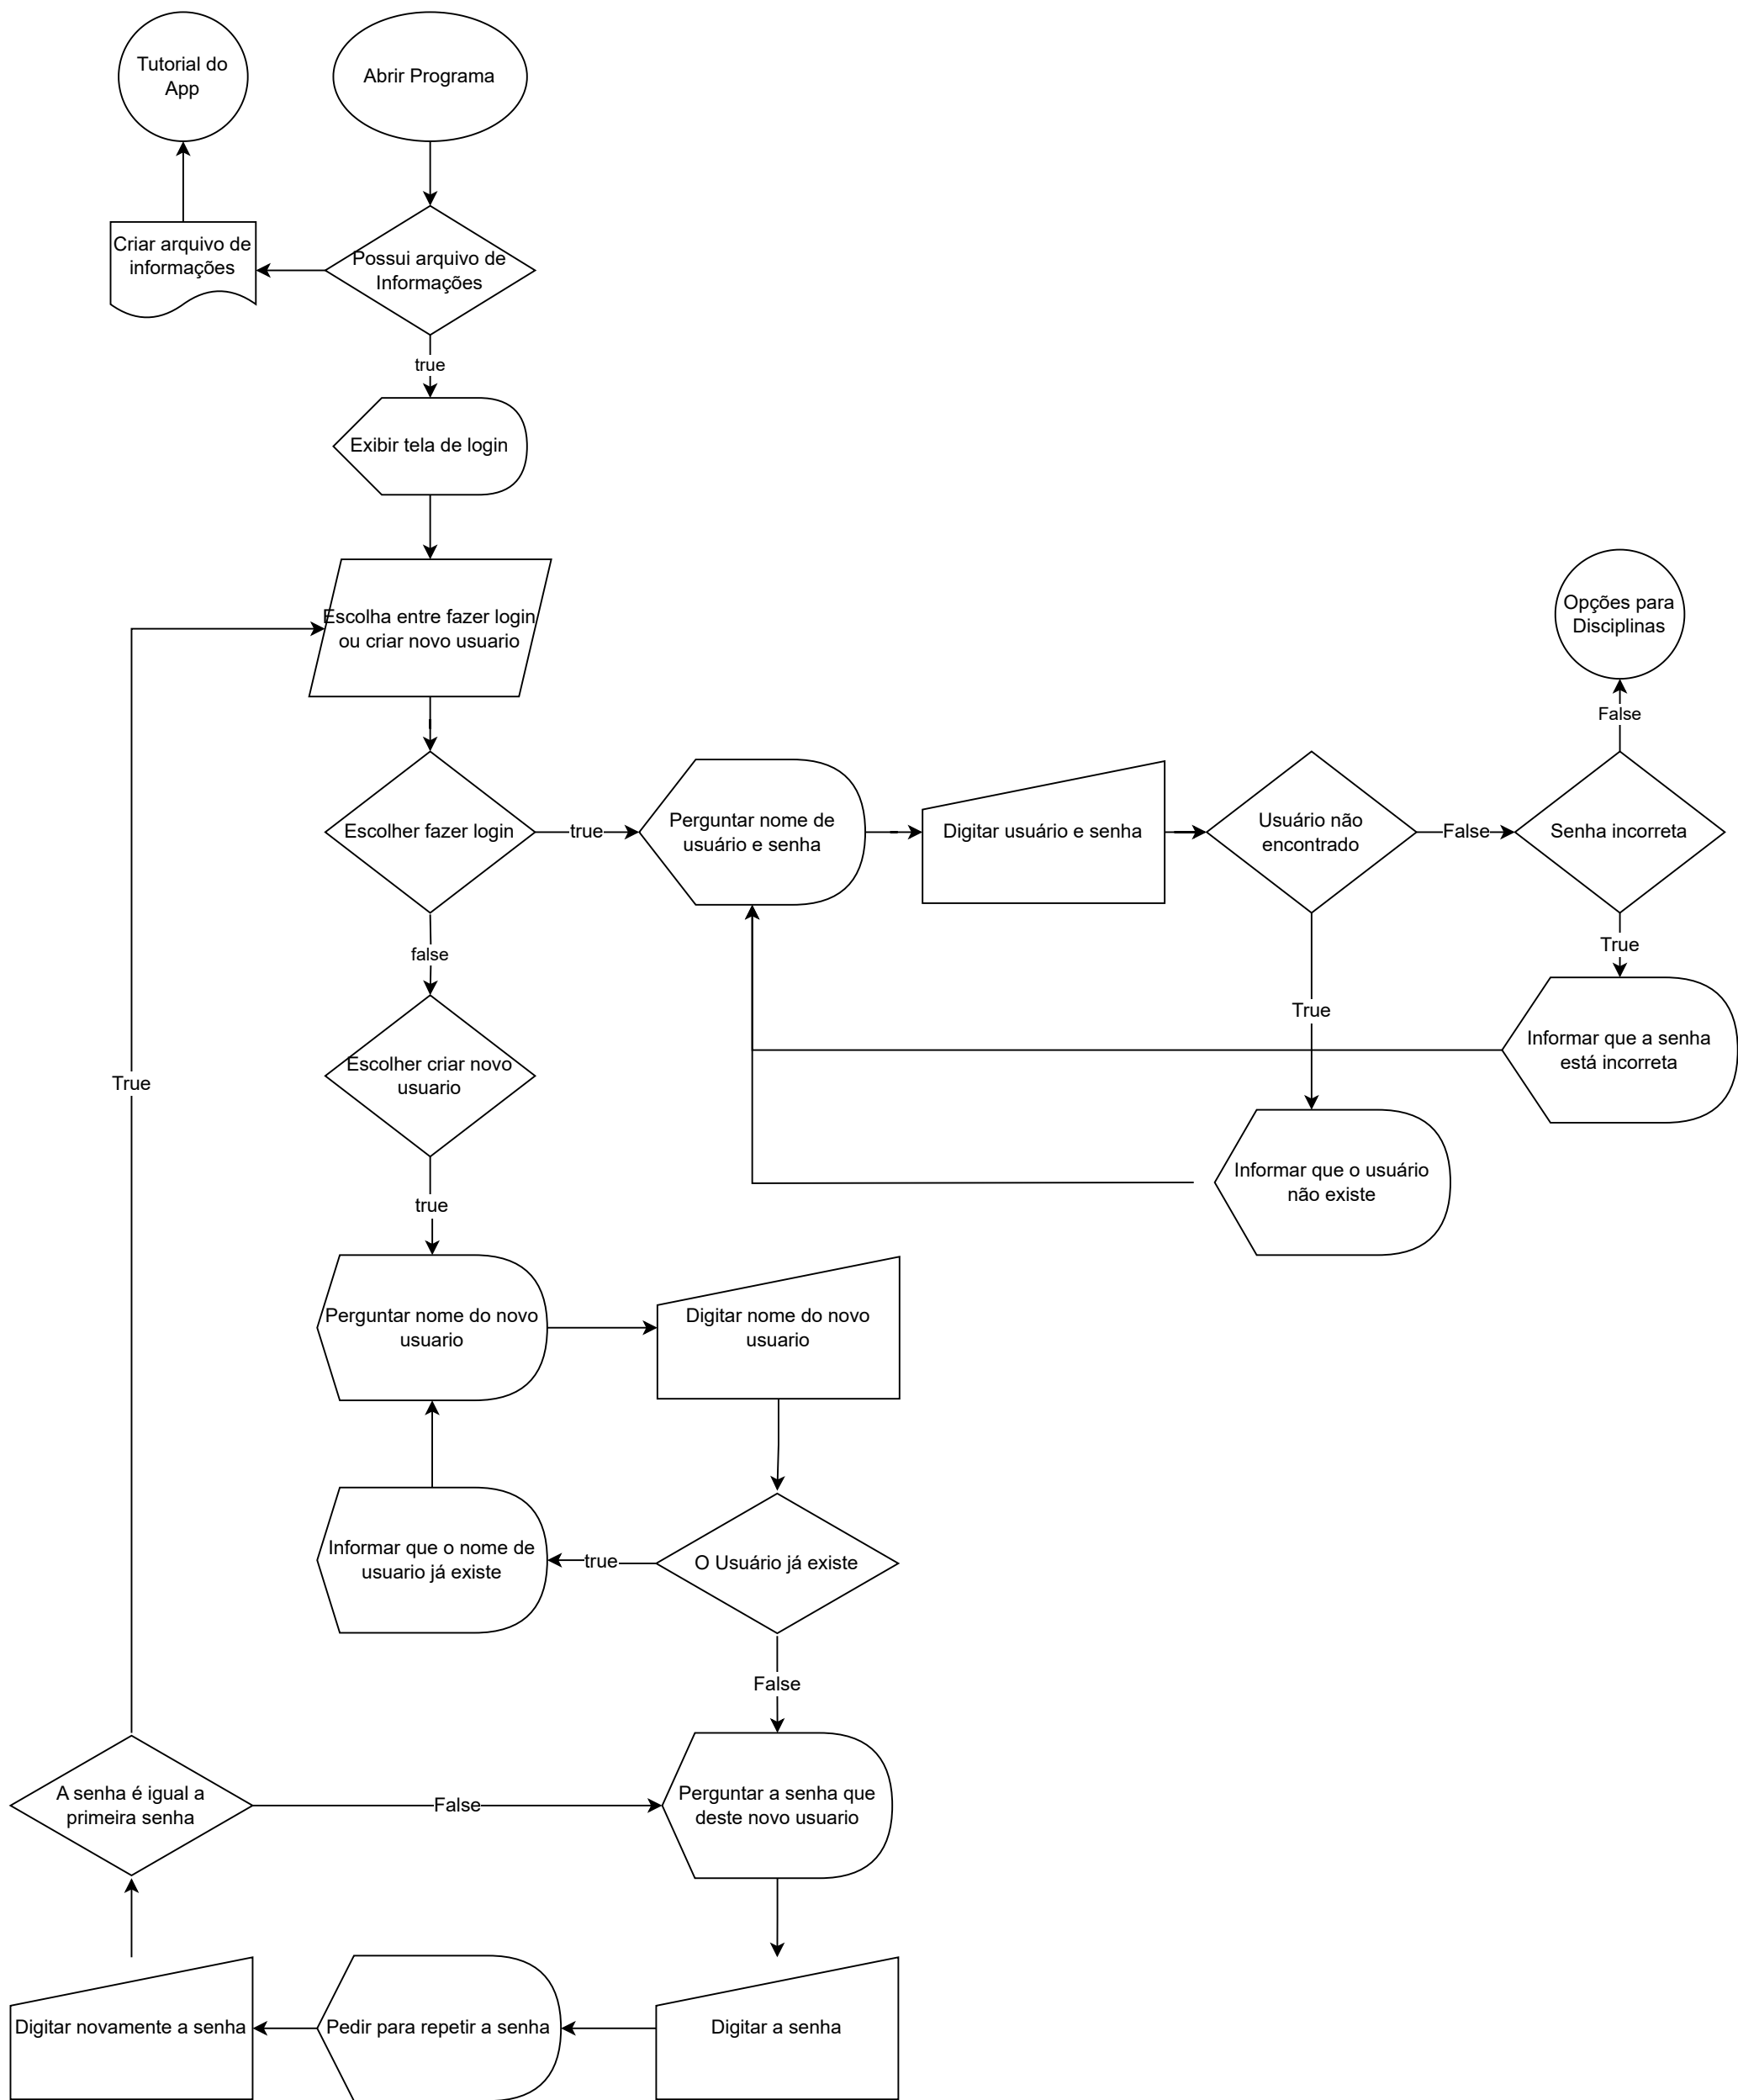 Tutorial do
App
Abrir Programa
Criar arquivo de
informações
Possui arquivo de
Informações
true
Exibir tela de login
Escolha entre fazer login
ou criar novo usuario
Opções para
Disciplinas
False
Escolher fazer login
true
Perguntar nome de
usuário e senha
Digitar usuário e senha
Usuário não
encontrado
False
Senha incorreta
false
True
True
Informar que a senha
está incorreta
Escolher criar novo
usuario
True
Informar que o usuário
não existe
true
Perguntar nome do novo
usuario
Digitar nome do novo
usuario
Informar que o nome de
usuario já existe
true
O Usuário já existe
False
A senha é igual a
primeira senha
False
Perguntar a senha que
deste novo usuario
Digitar novamente a senha
Pedir para repetir a senha
Digitar a senha